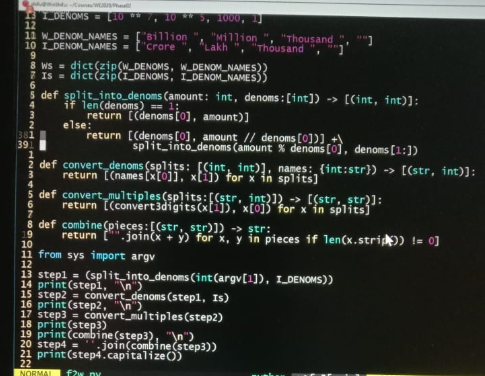 13 I_DENOMS = [10 ** 7, 10 ** 5, 1000, 1]
12
11 W_DENOM_NAMES = ["Billion ", "Million ", "Thousand ", ""]
10 I_DENOM_NAMES = ["Crore ", "Lakh ", "Thousand ", ""]
9
8 Ws = dict(zip(W_DENOMS, W_DENOM_NAMES))
7 Is = dict(zip(I_DENOMS, I_DENOM_NAMES))
6
5 def split_into_denoms(amount: int, denoms:[int]) -> [(int, int)]:
4 if len(denoms) == 1:
3 return [(denoms[0], amount)]
2 else:
381 return [(denoms[0], amount // denoms[0])] +\
391 split_into_denoms(amount % denoms[0], denoms[1:])
1
2 def convert_denoms(splits: [(int, int)], names: {int:str}) -> [(str, int)]:
3 return [(names[x[0]], x[1]) for x in splits]
4
5 def convert_multiples(splits:[(str, int)]) -> [(str, str)]:
6 return [(convert3digits(x[1]), x[0]) for x in splits]
7
8 def combine(pieces:[(str, str)]) -> str:
9 return ["".join(x + y) for x, y in pieces if len(x.strip()) != 0]
10
11 from sys import argv
12
13 step1 = (split_into_denoms(int(argv[1]), I_DENOMS))
14 print(step1, "\n")
15 step2 = convert_denoms(step1, Is)
16 print(step2, "\n")
17 step3 = convert_multiples(step2)
18 print(step3)
19 print(combine(step3), "\n")
20 step4 = ''.join(combine(step3))
21 print(step4.capitalize())
22
NORMAL f2w.py